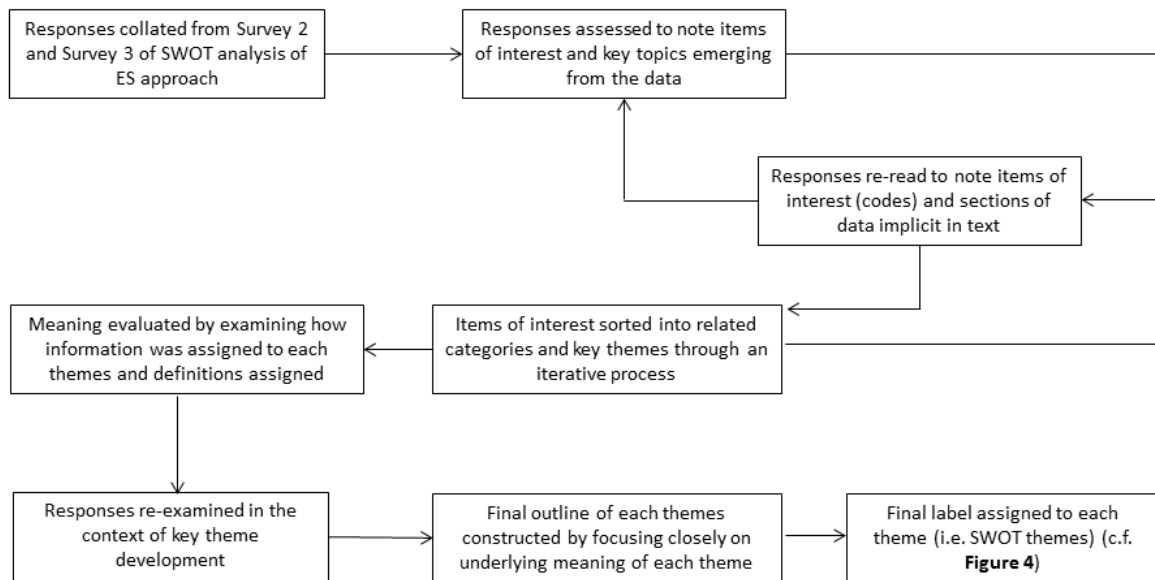 Responses collated from Survey 2
and Survey 3 of SWOT analysis of
ES approach
Responses assessed to note items
of interest and key topics emerging
from the data
Responses re-read to note items of
interest (codes) and sections of
data implicit in text
Items of interest sorted into related
categories and key themes through an
iterative process
Meaning evaluated by examining how
information was assigned to each
themes and definitions assigned
Responses re-examined in the
context of key theme
development
Final outline of each themes
constructed by focusing closely on
underlying meaning of each theme
Final label assigned to each
theme (i.e. SWOT themes) (c.f.
Figure 4)